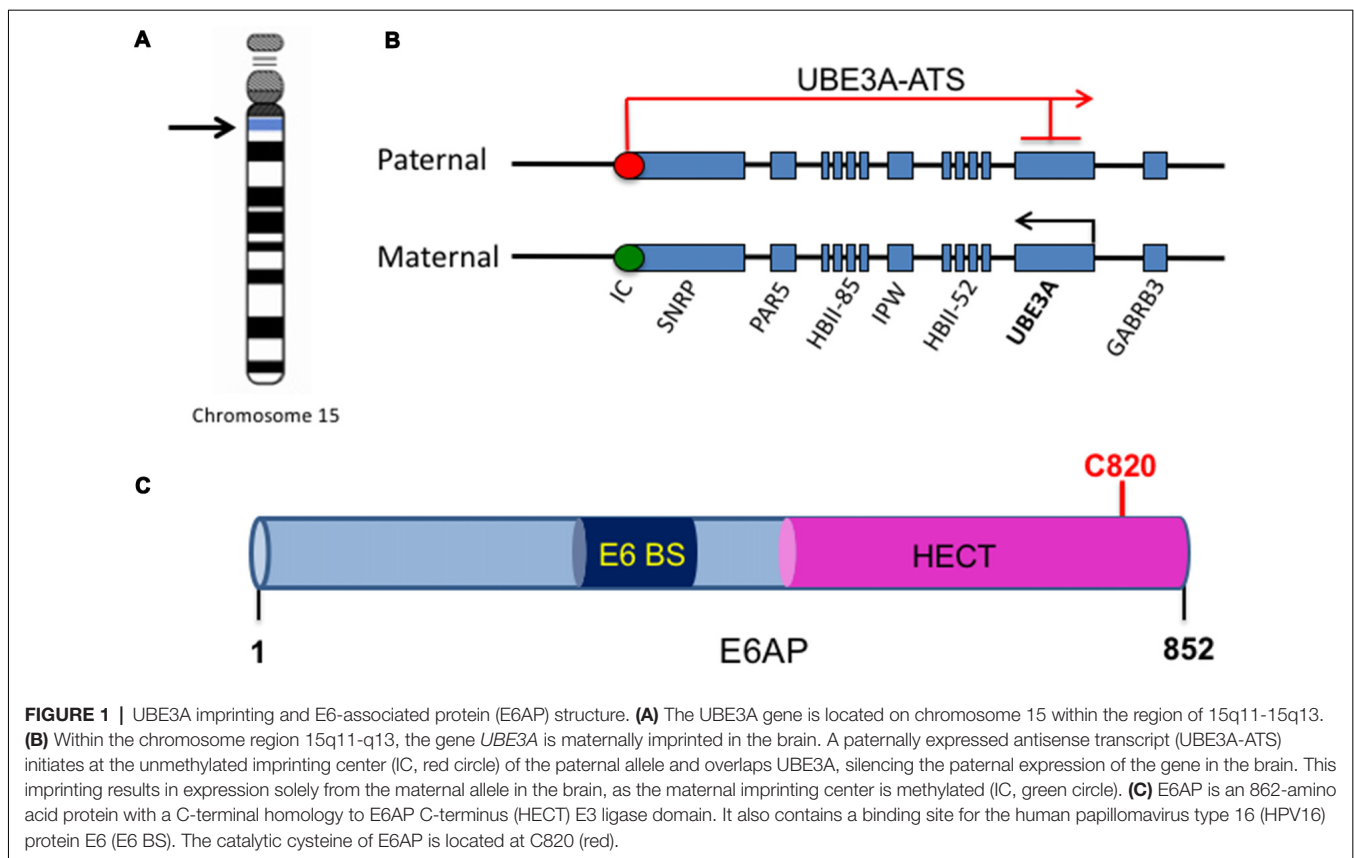 A
B
UBE3A-ATS
Paternal
Maternal
IC
SNRP
PAR5
HBII-85
IPW
HBII-52
UBE3A
GABRB3
Chromosome 15
C
C820
E6 BS
HECT
1
E6AP
852
FIGURE 1 | UBE3A imprinting and E6-associated protein (E6AP) structure. (A) The UBE3A gene is located on chromosome 15 within the region of 15q11-15q13.
(B) Within the chromosome region 15q11-q13, the gene UBE3A is maternally imprinted in the brain. A paternally expressed antisense transcript (UBE3A-ATS)
initiates at the unmethylated imprinting center (IC, red circle) of the paternal allele and overlaps UBE3A, silencing the paternal expression of the gene in the brain. This
imprinting results in expression solely from the maternal allele in the brain, as the maternal imprinting center is methylated (IC, green circle). (C) E6AP is an 862-amino
acid protein with a C-terminal homology to E6AP C-terminus (HECT) E3 ligase domain. It also contains a binding site for the human papillomavirus type 16 (HPV16)
protein E6 (E6 BS). The catalytic cysteine of E6AP is located at C820 (red).